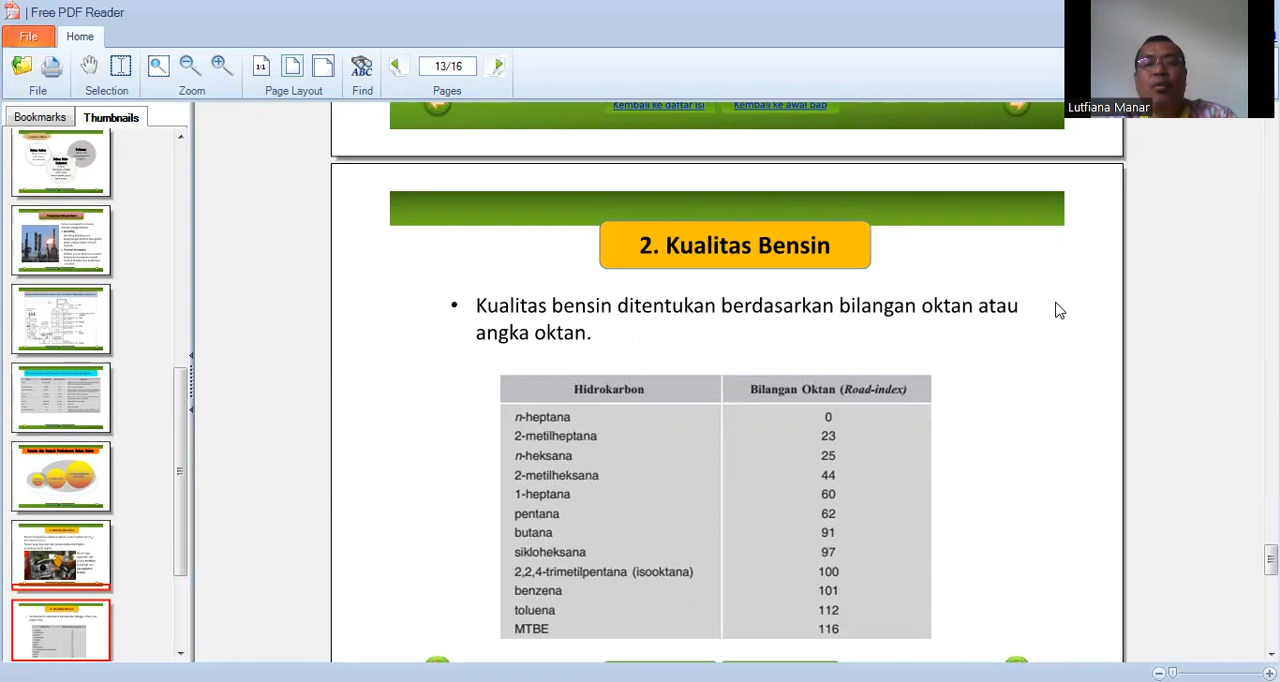 | Free PDF Reader
File
Home
ABC
13/16
File
Selection
Zoom
Page Layout
Find
Pages
Lutfiana Manar
Bookmarks
Thumbnails
Kembali ke daftar isi
Kembali ke awal bab
2. Kualitas Bensin
• Kualitas bensin ditentukan berdasarkan bilangan oktan atau
angka oktan.
Hidrokarbon Bilangan Oktan (Road-index)
n-heptana 0
2-metilheptana 23
n-heksana 25
2-metilheksana 44
1-heptana 60
pentana 62
butana 91
sikloheksana 97
2,2,4-trimetilpentana (isooktana) 100
benzena 101
toluena 112
MTBE 116